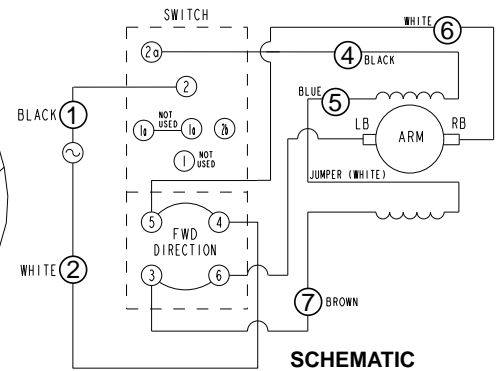 SWITCH
WHITE 6
2a
4 BLACK
2
BLUE 5
BLACK 1
1a NOT USED 1a 2b
LB ARM RB
1 NOT USED
JUMPER (WHITE)
5 4
FWD DIRECTION
WHITE 2
3 6
7 BROWN
SCHEMATIC